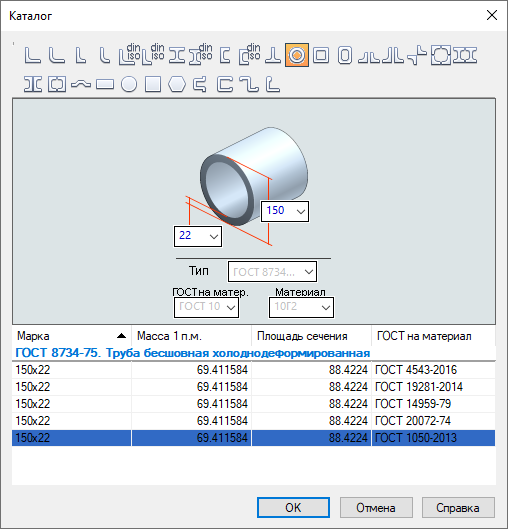 Каталог
din
iso
din
iso
din
iso
din
iso
150
22
Тип ГОСТ 8734...
ГОСТ на матер. Материал
ГОСТ 10 10Г2
Марка Масса 1 п.м. Площадь сечения ГОСТ на материал
ГОСТ 8734-75. Труба бесшовная холоднодеформированная
150x22 69.411584 88.4224 ГОСТ 4543-2016
150x22 69.411584 88.4224 ГОСТ 19281-2014
150x22 69.411584 88.4224 ГОСТ 14959-79
150x22 69.411584 88.4224 ГОСТ 20072-74
150x22 69.411584 88.4224 ГОСТ 1050-2013
OK Отмена Справка